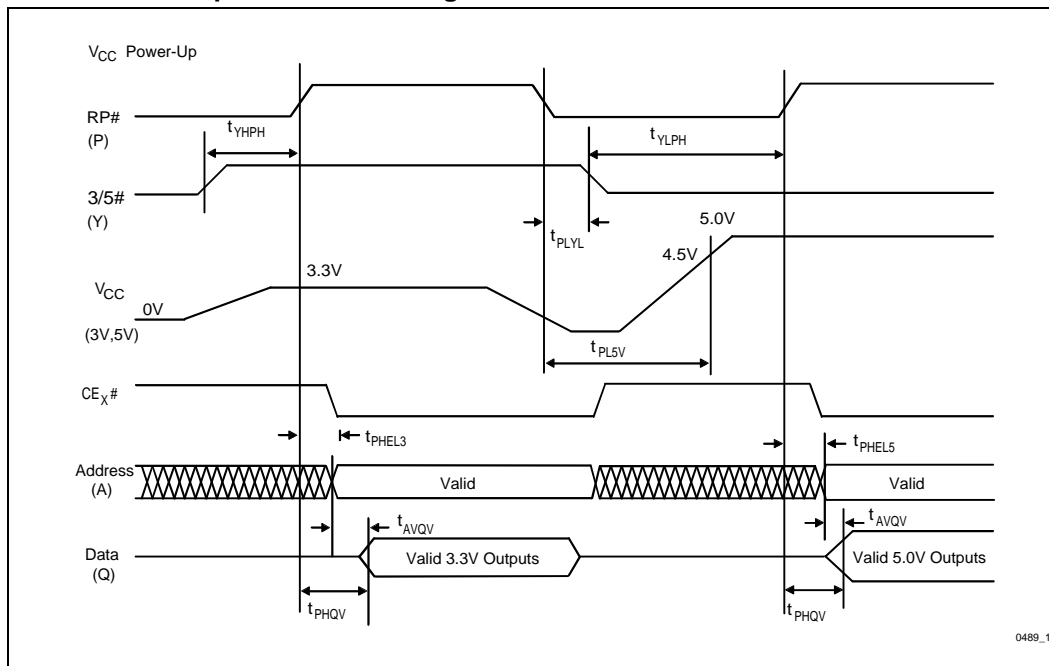 VCC Power-Up
RP#
(P)
tYHPH
tYLPH
3/5#
(Y)
tPLYL
5.0V
4.5V
3.3V
VCC
0V
(3V,5V)
tPL5V
CEX#
tPHEL3
tPHEL5
Address
(A)
Valid
Valid
tAVQV
tAVQV
Data
(Q)
Valid 3.3V Outputs
Valid 5.0V Outputs
tPHQV
tPHQV